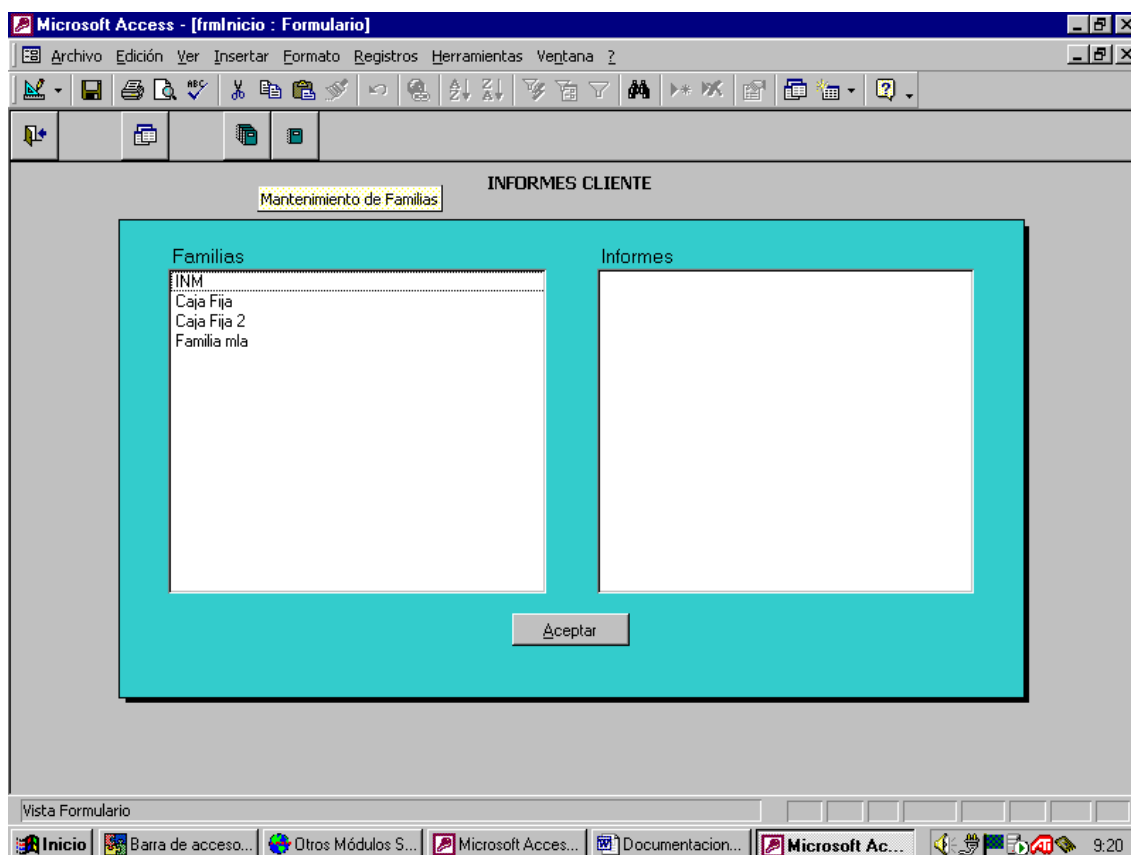 Microsoft Access - [frmInicio : Formulario]
Archivo Edición Ver Insertar Formato Registros Herramientas Ventana ?
INFORMES CLIENTE
Mantenimiento de Familias
Familias
Informes
INM
Caja Fija
Caja Fija 2
Familia mla
Aceptar
Vista Formulario
Inicio Barra de acceso... Otros Módulos S... Microsoft Acces... Documentacion... Microsoft Ac... 9:20